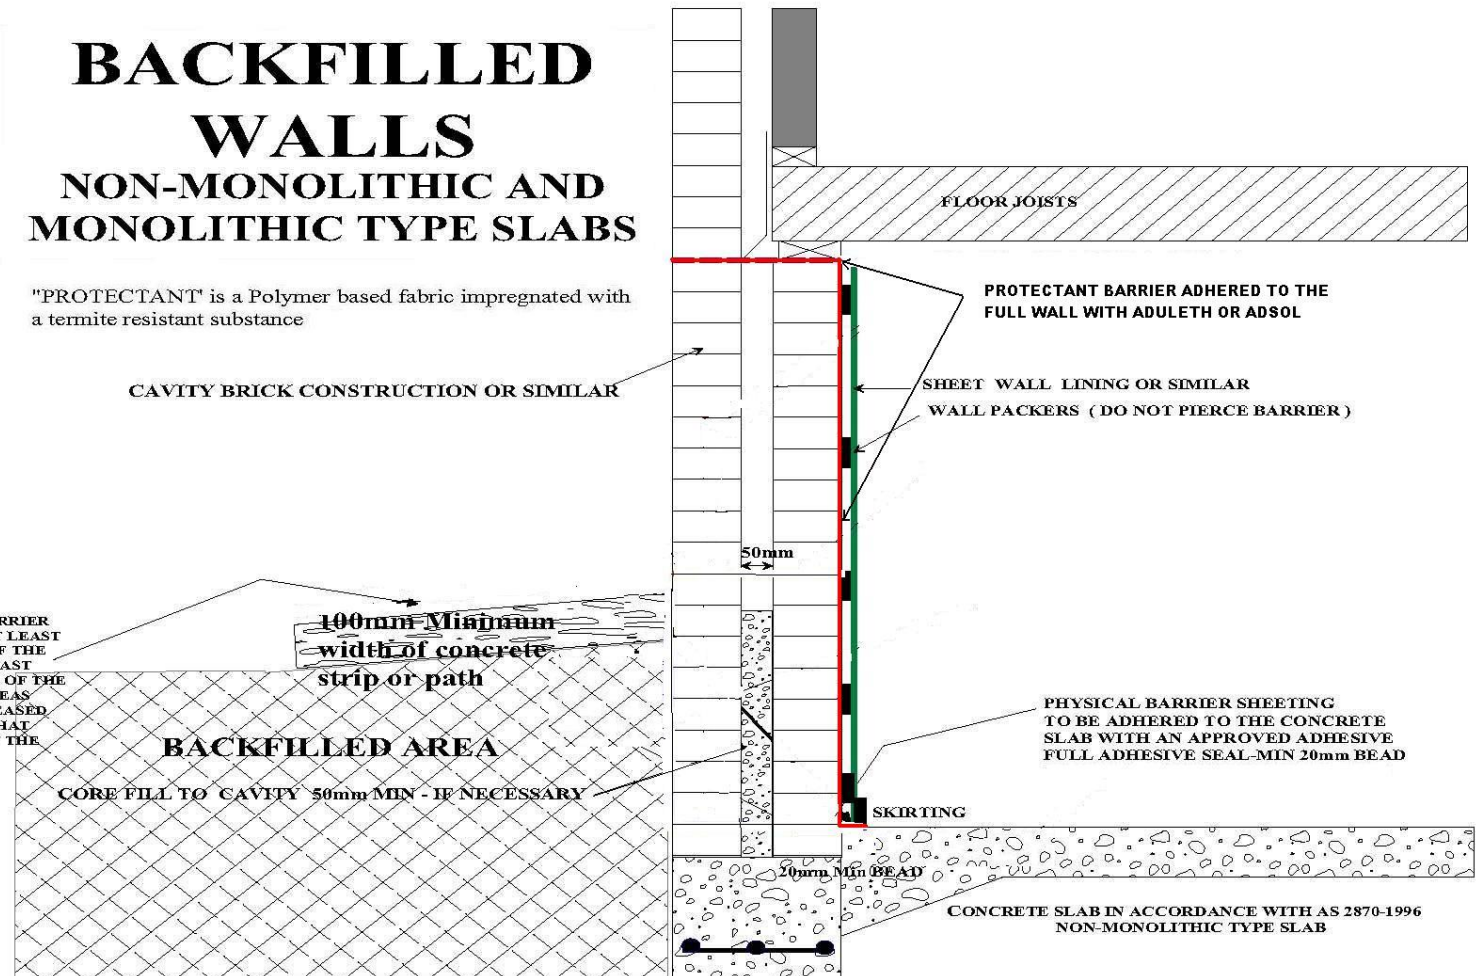 BACKFILLED
WALLS
NON-MONOLITHIC AND
MONOLITHIC TYPE SLABS
"PROTECTANT' is a Polymer based fabric impregnated with
a termite resistant substance
CAVITY BRICK CONSTRUCTION OR SIMILAR
FLOOR JOISTS
PROTECTANT BARRIER ADHERED TO THE
FULL WALL WITH ADULETH OR ADSOL
SHEET WALL LINING OR SIMILAR
WALL PACKERS ( DO NOT PIERCE BARRIER )
50mm
100mm Minimum
width of concrete
strip or path
LEAST
OF THE
BACKFILLED AREA
CORE FILL TO CAVITY 50mm MIN - IF NECESSARY
PHYSICAL BARRIER SHEETING
TO BE ADHERED TO THE CONCRETE
SLAB WITH AN APPROVED ADHESIVE
FULL ADHESIVE SEAL-MIN 20mm BEAD
SKIRTING
20mm Min BEAD
CONCRETE SLAB IN ACCORDANCE WITH AS 2870-1996
NON-MONOLITHIC TYPE SLAB